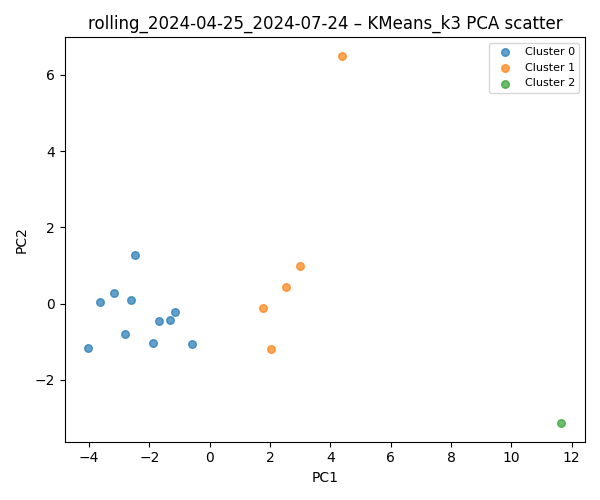 rolling_2024-04-25_2024-07-24 – KMeans_k3 PCA scatter
Cluster 0
Cluster 1
Cluster 2
PC2
6
4
2
0
−2
−4
−2
0
2
4
6
8
10
12
PC1